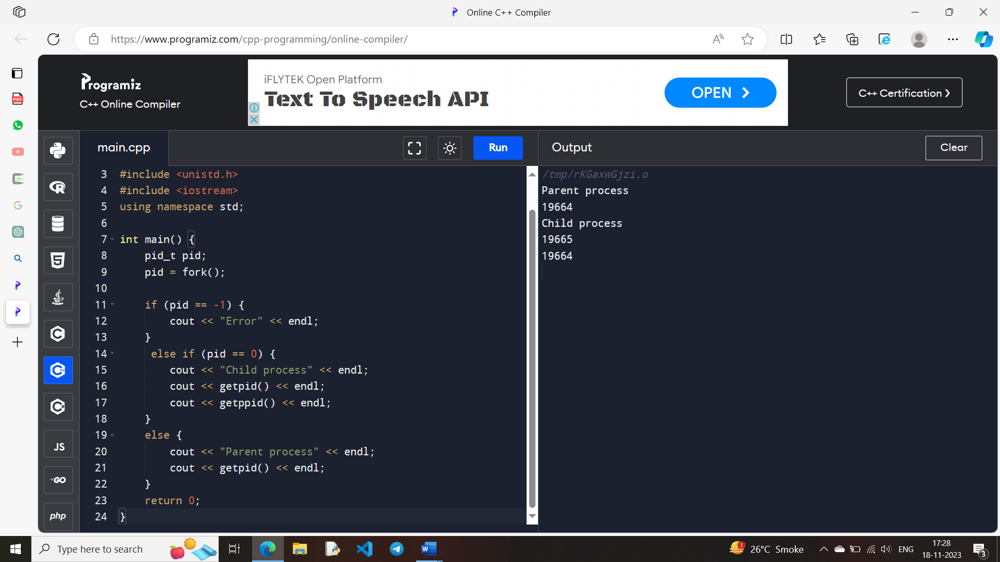 Online C++ Compiler
https://www.programiz.com/cpp-programming/online-compiler/
Programiz
C++ Online Compiler
iFLYTEK Open Platform
Text To Speech API
OPEN
C++ Certification
main.cpp
Run
Output
Clear
3 #include <unistd.h>
4 #include <iostream>
5 using namespace std;
6
7 int main() {
8 pid_t pid;
9 pid = fork();
10
11 if (pid == -1) {
12 cout << "Error" << endl;
13 }
14 else if (pid == 0) {
15 cout << "Child process" << endl;
16 cout << getpid() << endl;
17 cout << getppid() << endl;
18 }
19 else {
20 cout << "Parent process" << endl;
21 cout << getpid() << endl;
22 }
23 return 0;
24 }
/tmp/rKGaxwGjzi.o
Parent process
19664
Child process
19665
19664
PDF
R
5
C
C++
C#
JS
GO
php
Type here to search
1
26°C Smoke
ENG
17:28
18-11-2023
3